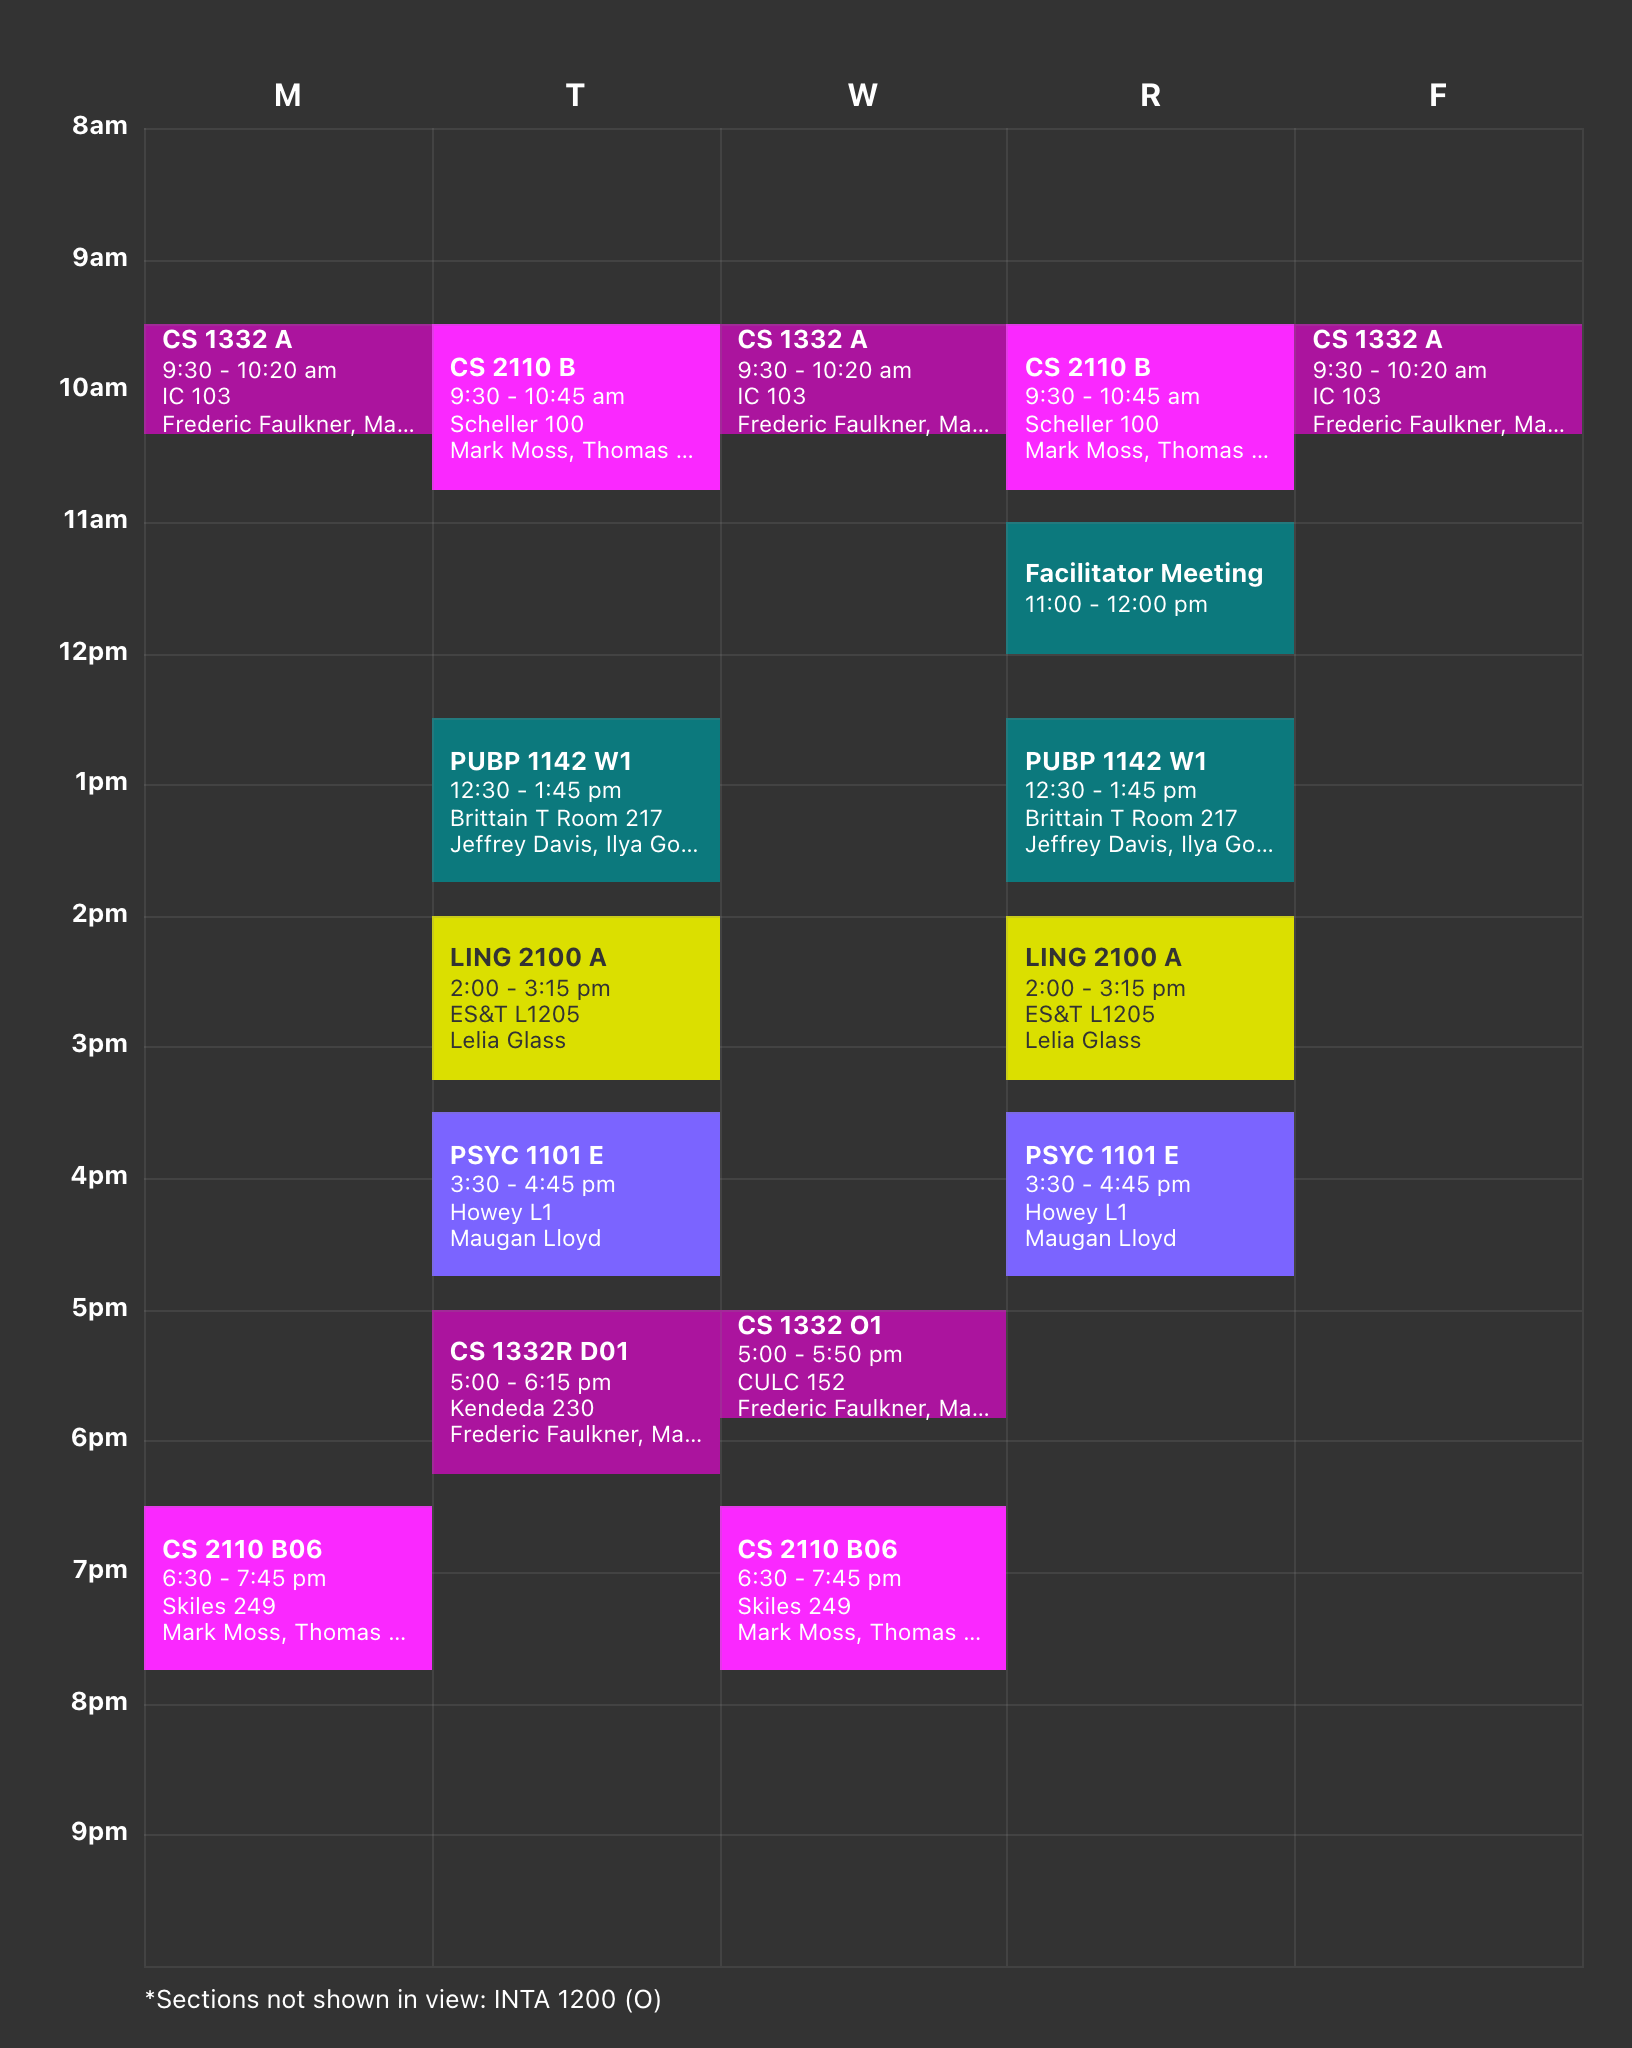 M T W R F
8am
9am
10am
11am
12pm
1pm
2pm
3pm
4pm
5pm
6pm
7pm
8pm
9pm
CS 1332 A
9:30 - 10:20 am
IC 103
Frederic Faulkner, Ma...
CS 2110 B06
6:30 - 7:45 pm
Skiles 249
Mark Moss, Thomas ...
CS 2110 B
9:30 - 10:45 am
Scheller 100
Mark Moss, Thomas ...
PUBP 1142 W1
12:30 - 1:45 pm
Brittain T Room 217
Jeffrey Davis, Ilya Go...
LING 2100 A
2:00 - 3:15 pm
ES&T L1205
Lelia Glass
PSYC 1101 E
3:30 - 4:45 pm
Howey L1
Maugan Lloyd
CS 1332R D01
5:00 - 6:15 pm
Kendeda 230
Frederic Faulkner, Ma...
CS 1332 A
9:30 - 10:20 am
IC 103
Frederic Faulkner, Ma...
CS 1332 O1
5:00 - 5:50 pm
CULC 152
Frederic Faulkner, Ma...
CS 2110 B06
6:30 - 7:45 pm
Skiles 249
Mark Moss, Thomas ...
CS 2110 B
9:30 - 10:45 am
Scheller 100
Mark Moss, Thomas ...
Facilitator Meeting
11:00 - 12:00 pm
PUBP 1142 W1
12:30 - 1:45 pm
Brittain T Room 217
Jeffrey Davis, Ilya Go...
LING 2100 A
2:00 - 3:15 pm
ES&T L1205
Lelia Glass
PSYC 1101 E
3:30 - 4:45 pm
Howey L1
Maugan Lloyd
CS 1332 A
9:30 - 10:20 am
IC 103
Frederic Faulkner, Ma...
*Sections not shown in view: INTA 1200 (O)